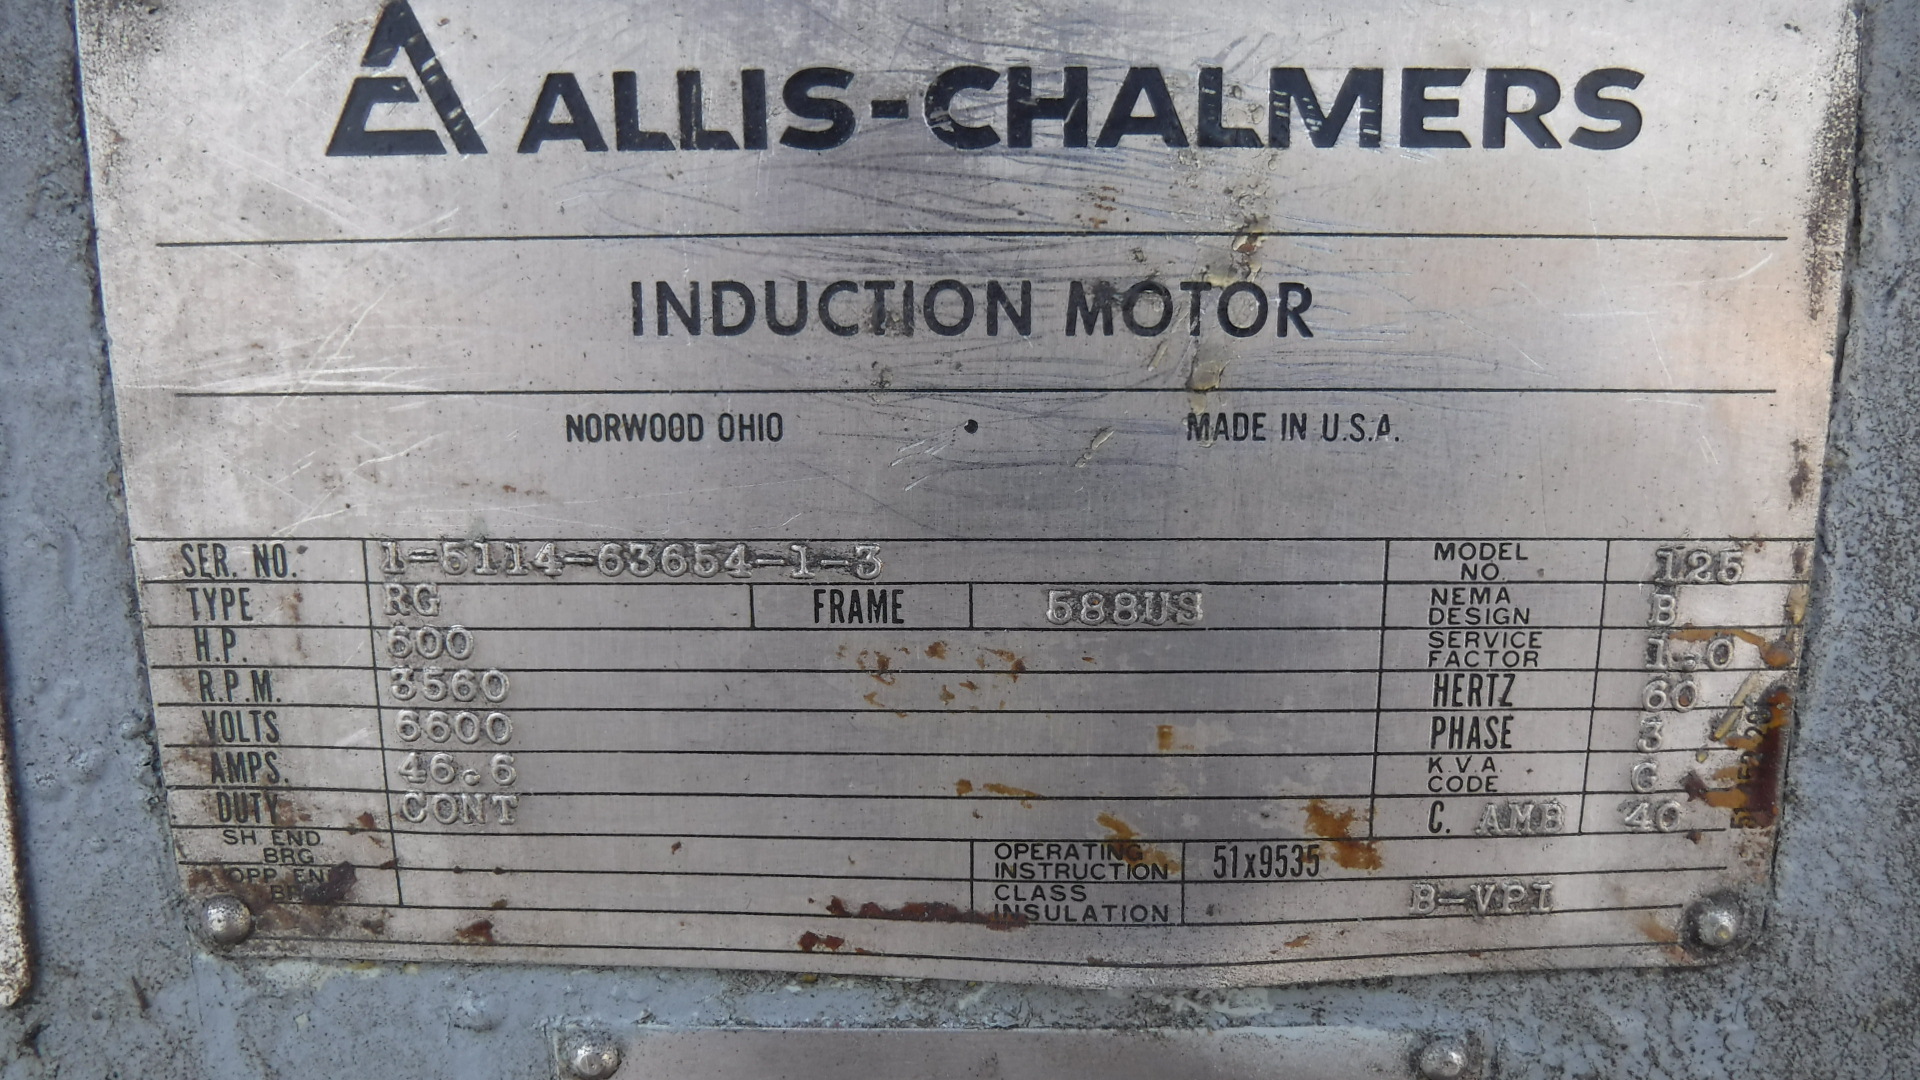 ALLIS-CHALMERS
INDUCTION MOTOR
NORWOOD OHIO • MADE IN U.S.A.
SER. NO. 1-5114-63654-1-3 MODEL NO. 125
TYPE RG FRAME 588US NEMA DESIGN B
H.P. 600 SERVICE FACTOR 1.0
R.P.M. 3560 HERTZ 60
VOLTS 6600 PHASE 3
AMPS. 46.6 K.V.A. CODE G
DUTY CONT C. AMB 40
SH END BRG OPERATING INSTRUCTION 51x9535
OPP EN CLASS INSULATION B-VPI